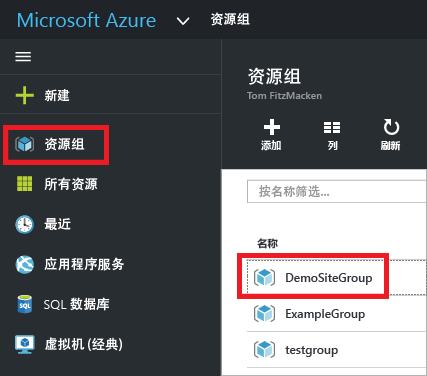 Microsoft Azure 资源组
新建
资源组
所有资源
最近
应用程序服务
SQL
SQL 数据库
虚拟机 (经典)
资源组
Tom FitzMacken
添加 列 刷新
按名称筛选...
名称
DemoSiteGroup
ExampleGroup
testgroup